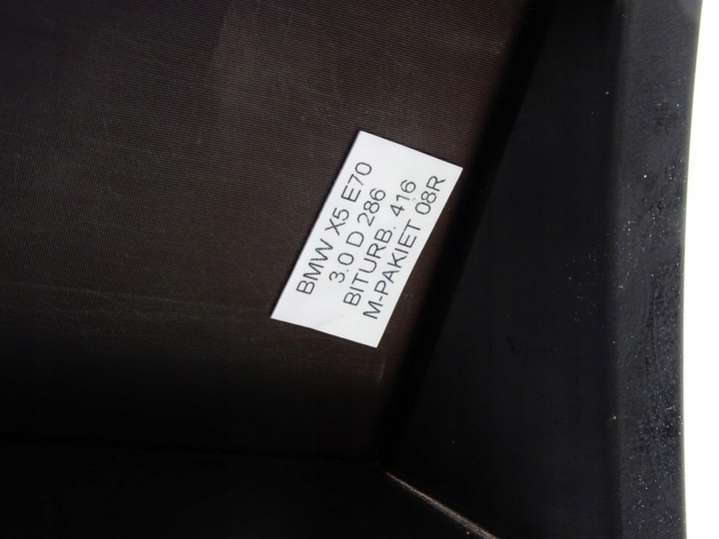 BMW X5 E70
3.0 D 286
BITURB. 416
M-PAKIET 08R